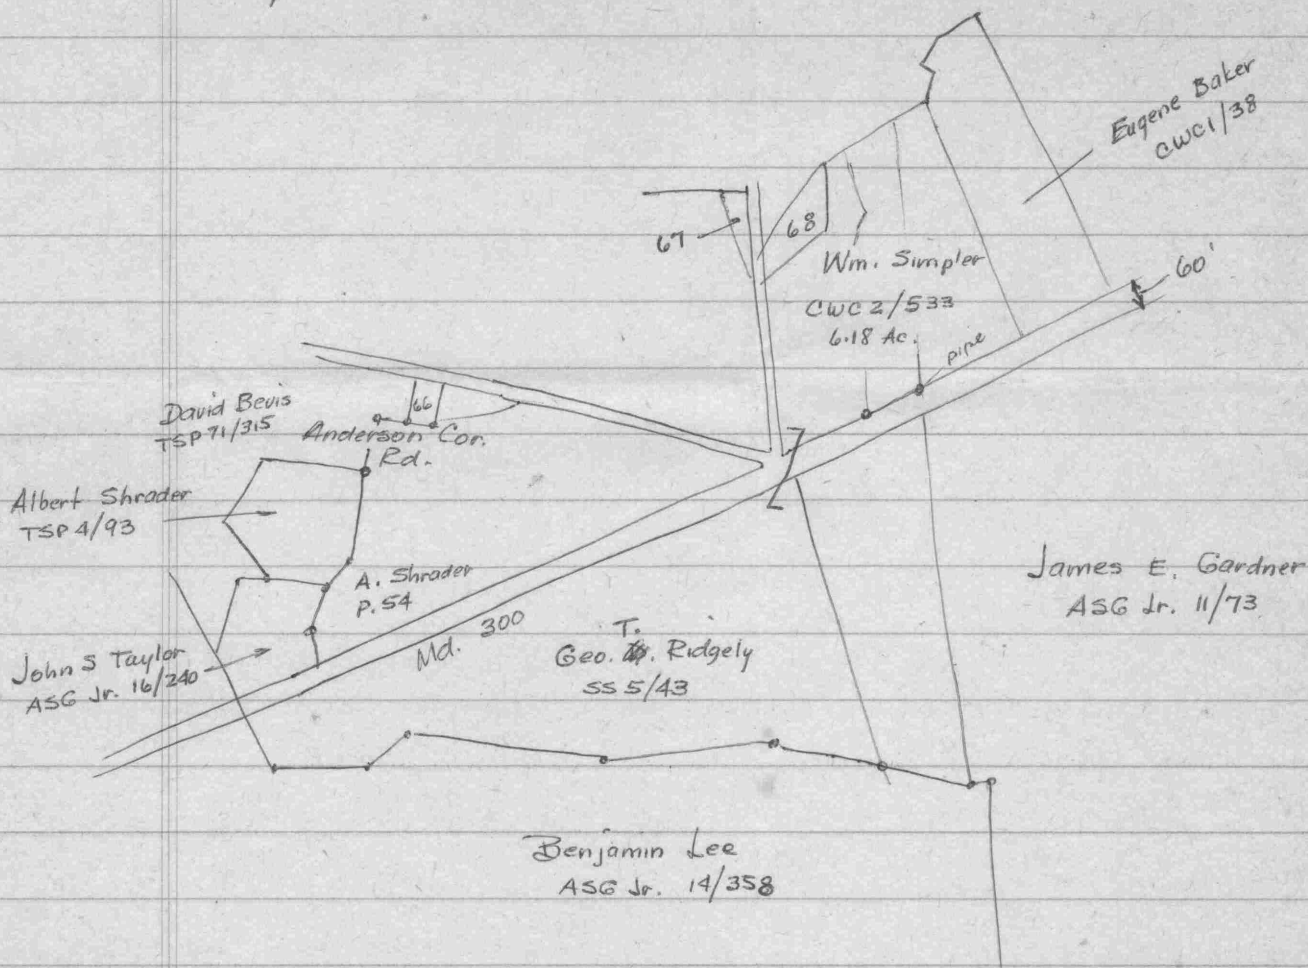 Eugene Baker
CWC1/38
67
68
Wm. Simpler
CWC 2/533
6.18 Ac.
60'
pipe
David Bevis
TSP 71/315
66
Anderson Cor.
Rd.
Albert Shrader
TSP 4/93
A. Shrader
P. 54
James E. Gardner
ASG Jr. 11/73
Md. 300
T.
Geo. Ridgely
SS 5/43
John S Taylor
ASG Jr. 16/240
Benjamin Lee
ASG Jr. 14/358